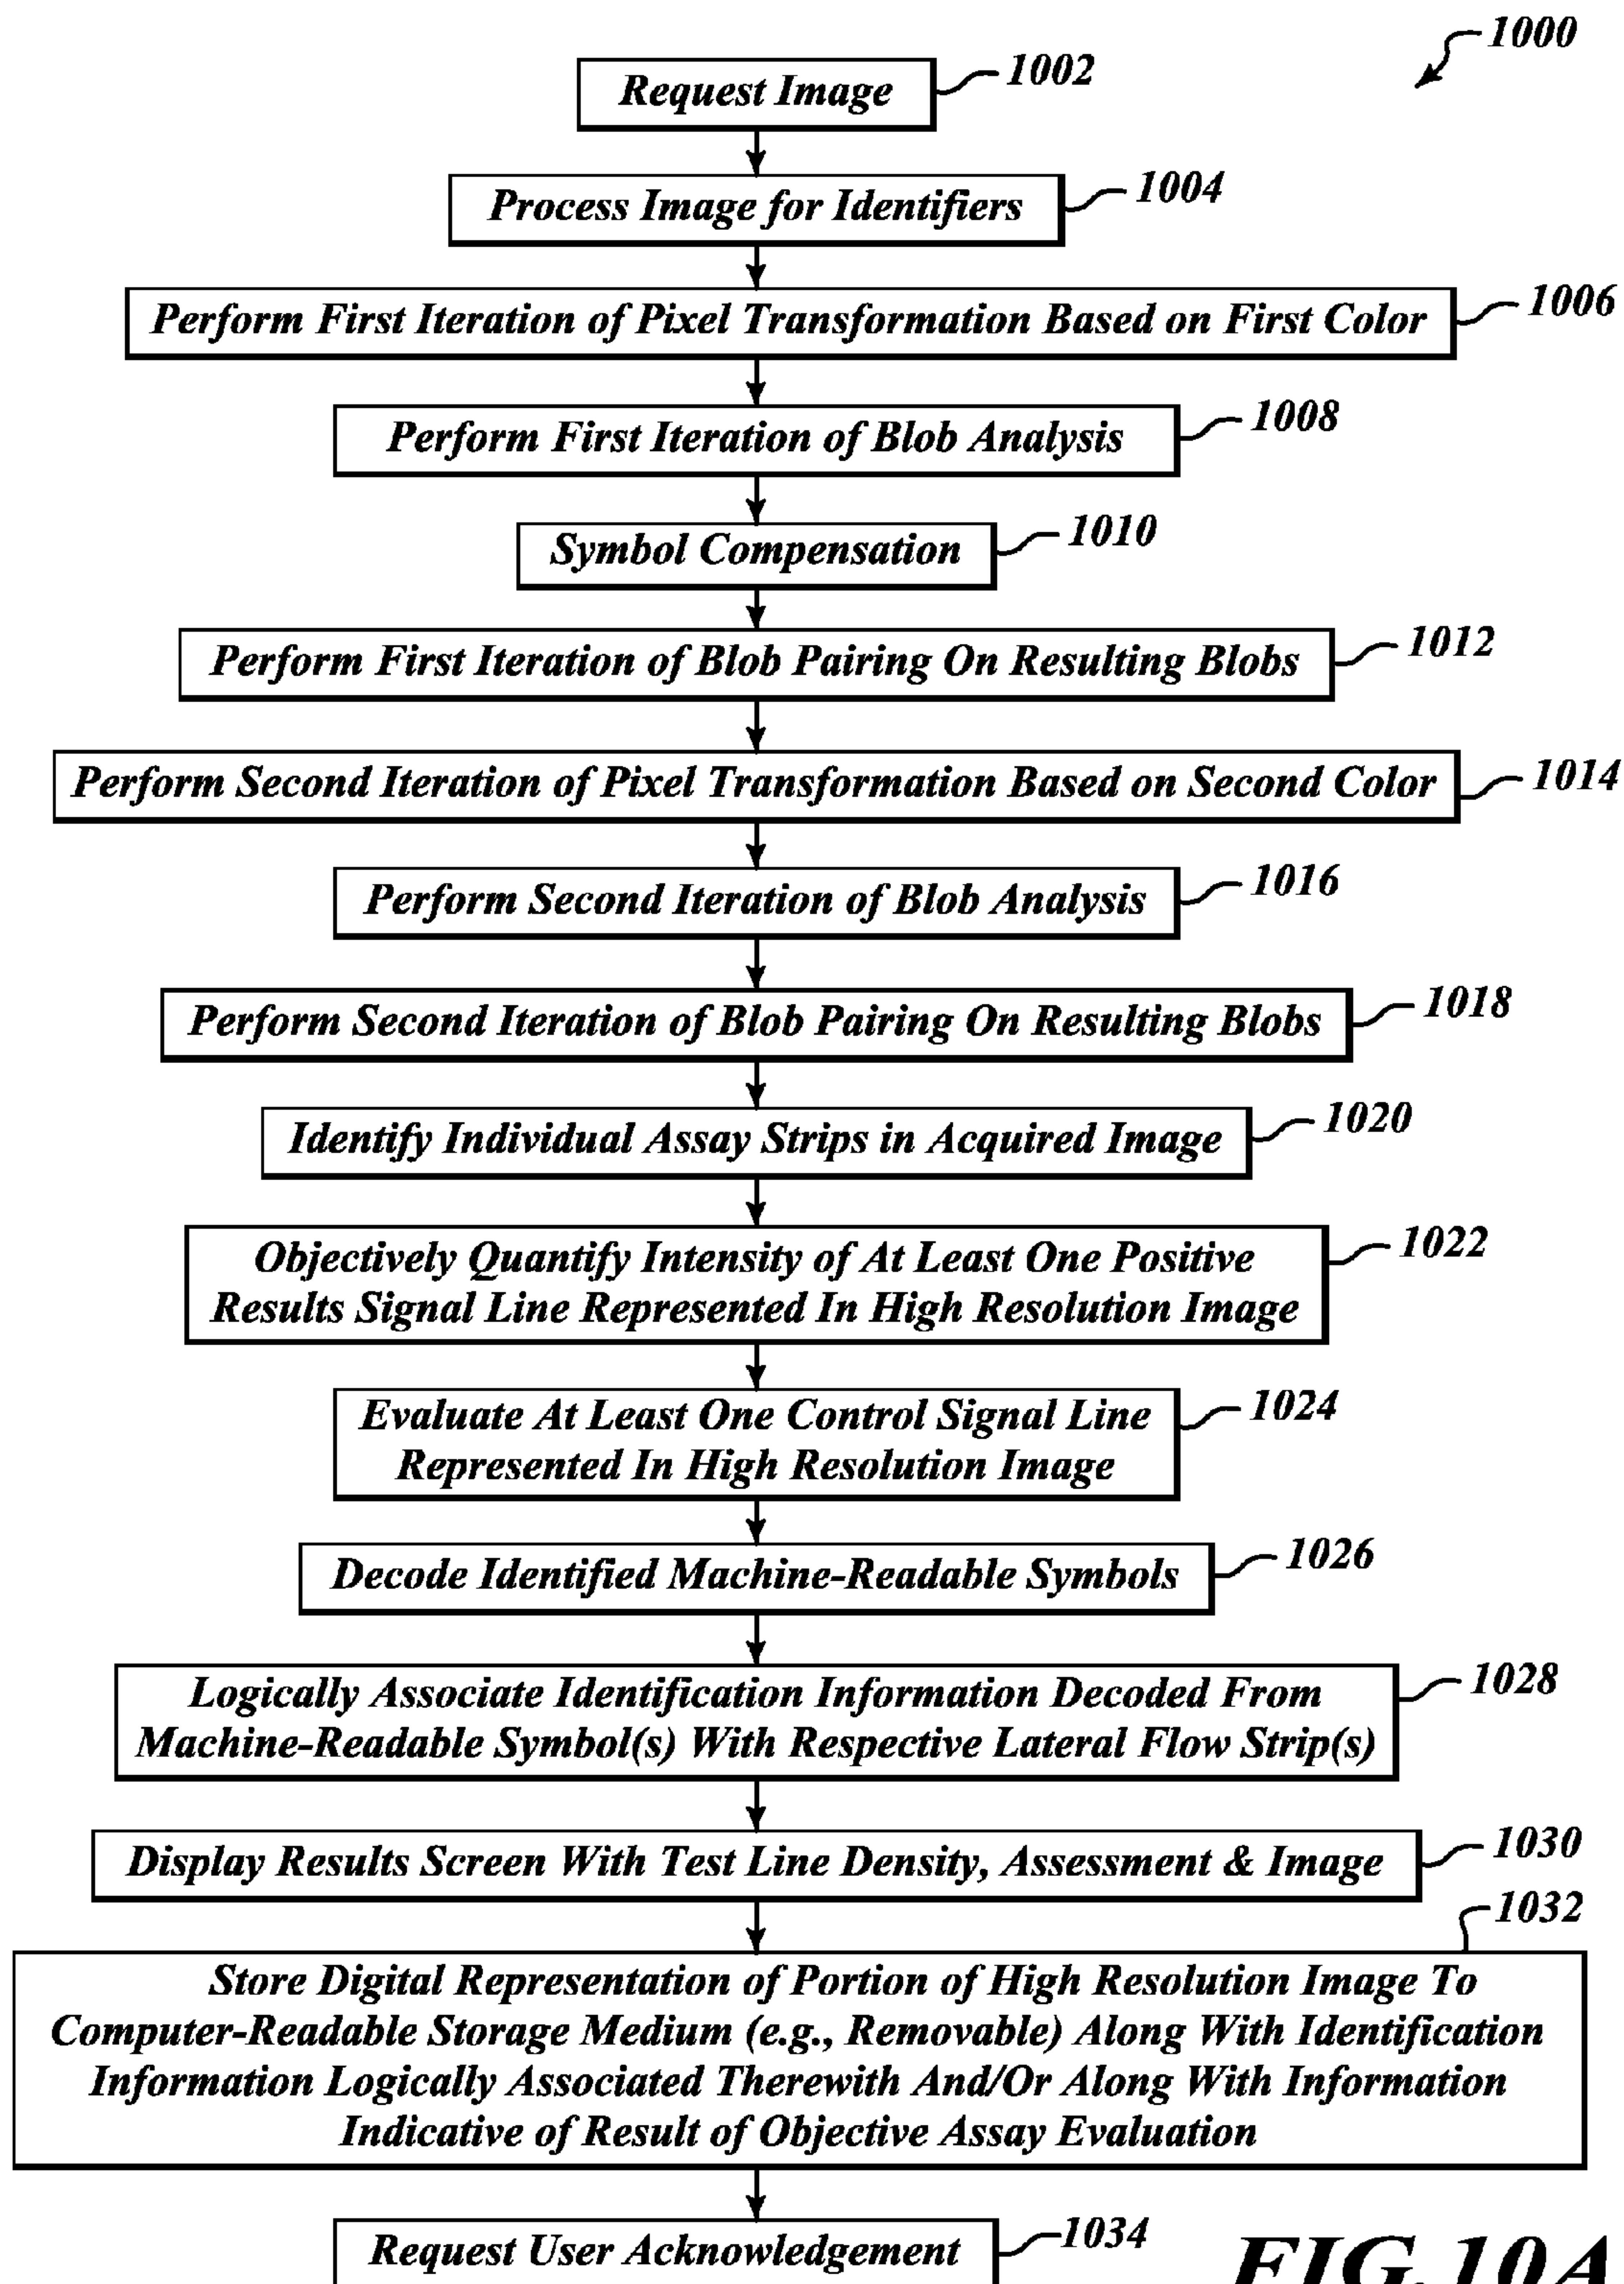 1000
Request Image
1002
Process Image for Identifiers
1004
Perform First Iteration of Pixel Transformation Based on First Color
1006
Perform First Iteration of Blob Analysis
1008
Symbol Compensation
1010
Perform First Iteration of Blob Pairing On Resulting Blobs
1012
Perform Second Iteration of Pixel Transformation Based on Second Color
1014
Perform Second Iteration of Blob Analysis
1016
Perform Second Iteration of Blob Pairing On Resulting Blobs
1018
Identify Individual Assay Strips in Acquired Image
1020
Objectively Quantify Intensity of At Least One Positive
Results Signal Line Represented In High Resolution Image
1022
Evaluate At Least One Control Signal Line
Represented In High Resolution Image
1024
Decode Identified Machine-Readable Symbols
1026
Logically Associate Identification Information Decoded From
Machine-Readable Symbol(s) With Respective Lateral Flow Strip(s)
1028
Display Results Screen With Test Line Density, Assessment & Image
1030
1032
Store Digital Representation of Portion of High Resolution Image To
Computer-Readable Storage Medium (e.g., Removable) Along With Identification
Information Logically Associated Therewith And/Or Along With Information
Indicative of Result of Objective Assay Evaluation
Request User Acknowledgement
1034
FIG.10A